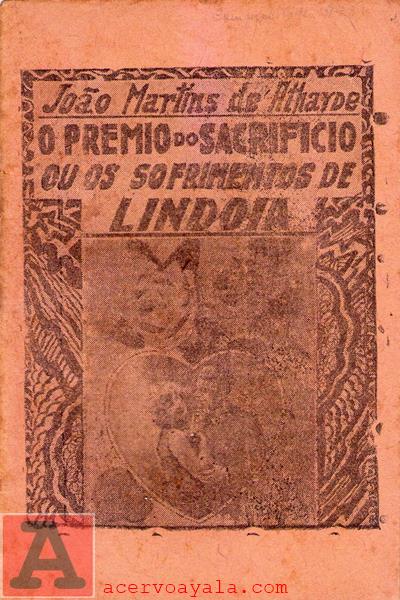 João Martins de Athayde
O PREMIO DO SACRIFICIO
OU OS SOFRIMENTOS DE
LINDOIA
A
acervoayala.com